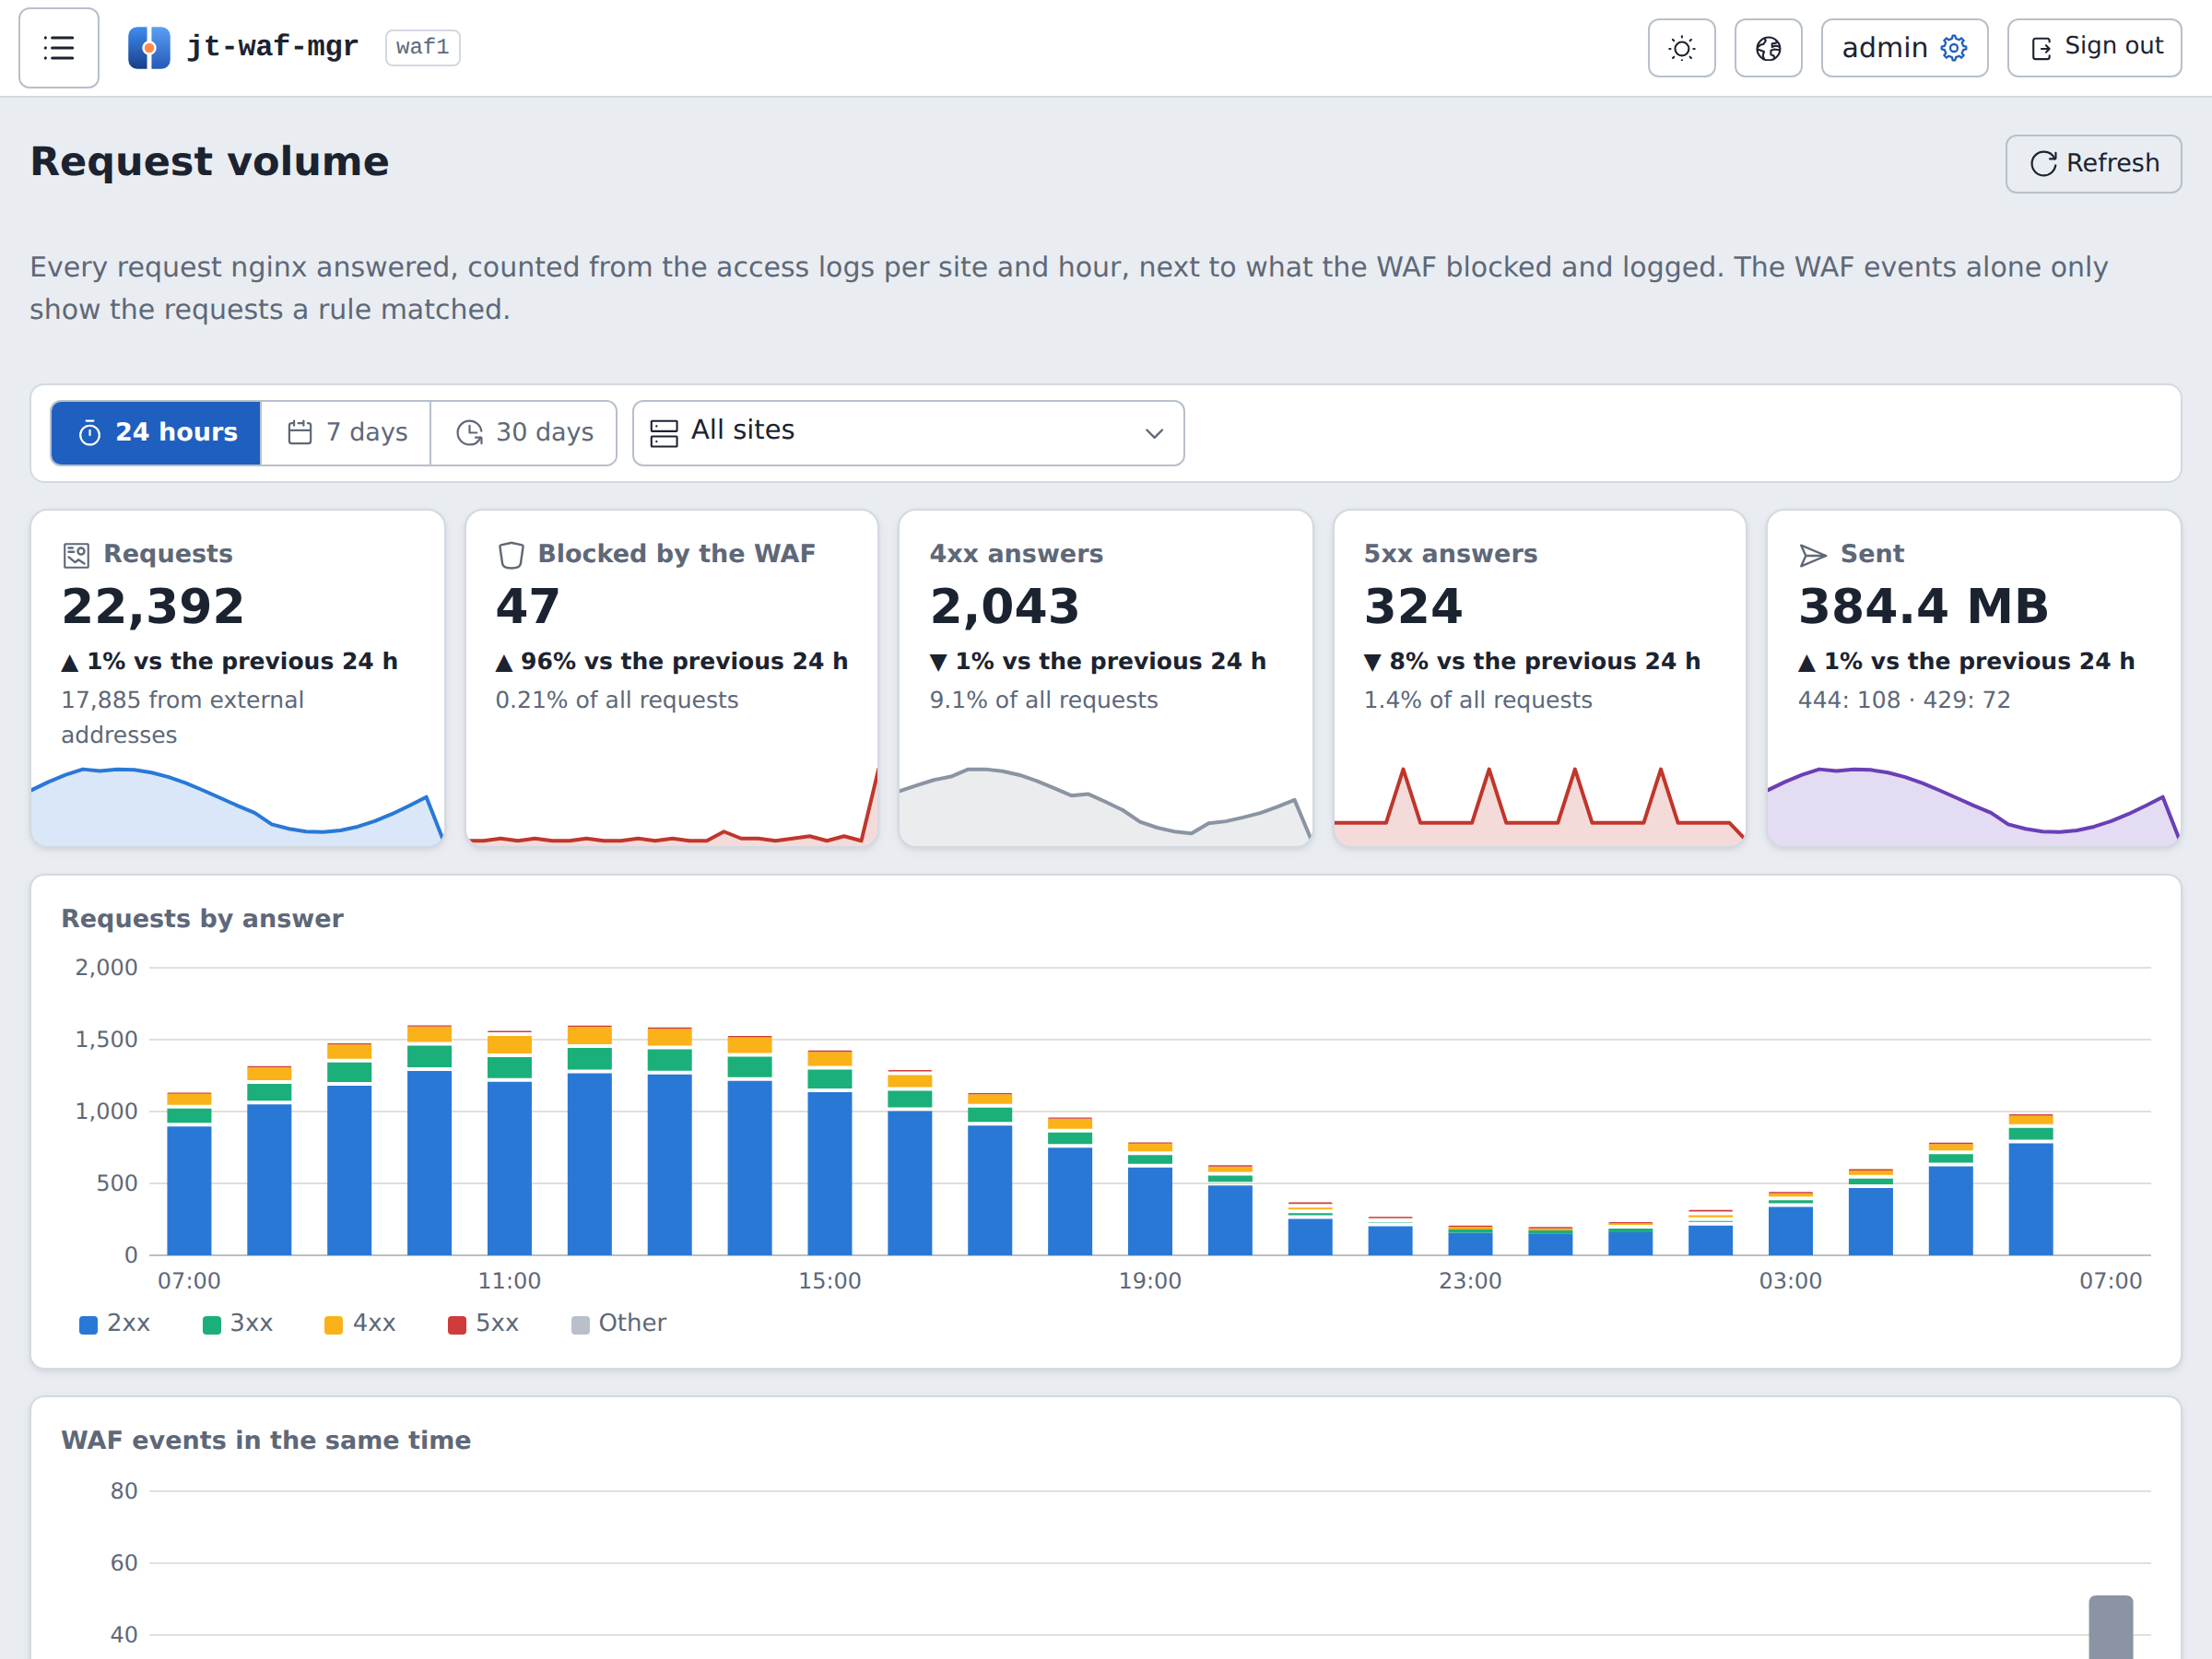 jt-waf-mgr
waf1
admin
Sign out
Request volume
Refresh
Every request nginx answered, counted from the access logs per site and hour, next to what the WAF blocked and logged. The WAF events alone only
show the requests a rule matched.
24 hours
7 days
30 days
All sites
Requests
22,392
▲ 1% vs the previous 24 h
17,885 from external
addresses
Blocked by the WAF
47
▲ 96% vs the previous 24 h
0.21% of all requests
4xx answers
2,043
▼ 1% vs the previous 24 h
9.1% of all requests
5xx answers
324
▼ 8% vs the previous 24 h
1.4% of all requests
Sent
384.4 MB
▲ 1% vs the previous 24 h
444: 108 · 429: 72
Requests by answer
2,000
1,500
1,000
500
0
07:00 11:00 15:00 19:00 23:00 03:00 07:00
2xx 3xx 4xx 5xx Other
WAF events in the same time
80
60
40